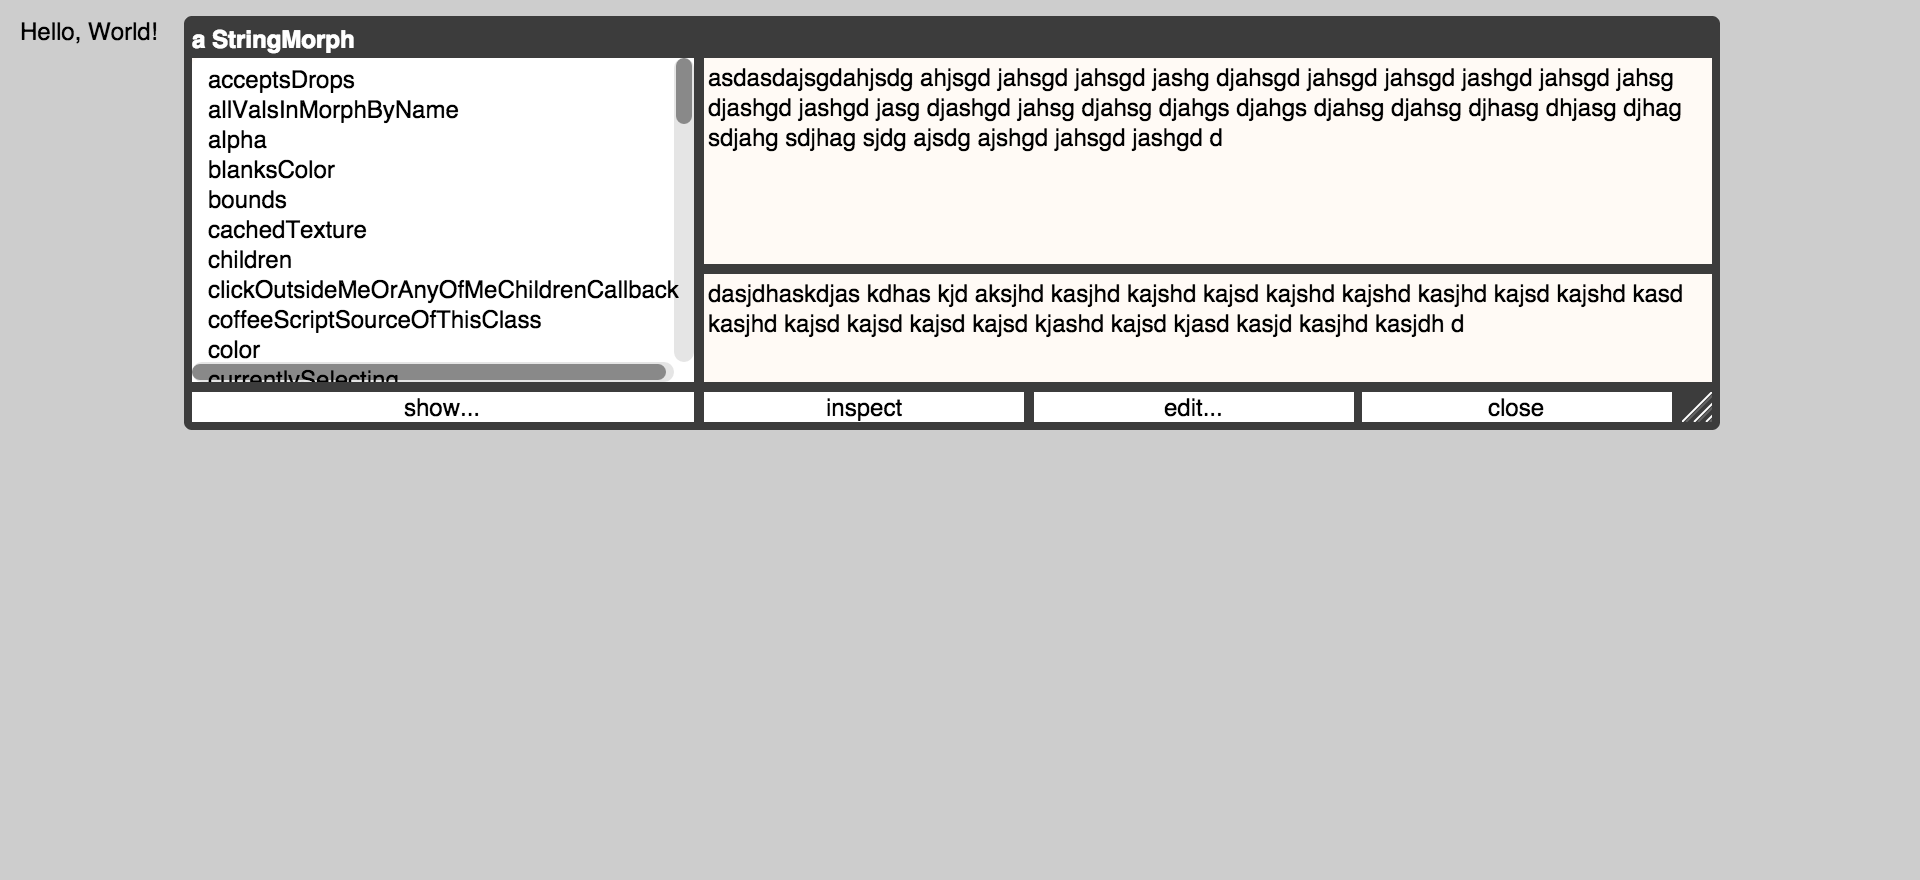 Hello, World!
a StringMorph
acceptsDrops
allValsInMorphByName
alpha
blanksColor
bounds
cachedTexture
children
clickOutsideMeOrAnyOfMeChildrenCallback
coffeeScriptSourceOfThisClass
color
currentlySelecting
asdasdajsgdahjsdg ahjsgd jahsgd jahsgd jashg djahsgd jahsgd jahsgd jashgd jahsgd jahsg
djashgd jashgd jasg djashgd jahsg djahsg djahgs djahgs djahsg djahsg djhasg dhjasg djhag
sdjahg sdjhag sjdg ajsdg ajshgd jahsgd jashgd d
dasjdhaskdjas kdhas kjd aksjhd kasjhd kajshd kajsd kajshd kajshd kasjhd kajsd kajshd kasd
kasjhd kajsd kajsd kajsd kajsd kjashd kajsd kjasd kasjd kasjhd kasjdh d
show...
inspect
edit...
close